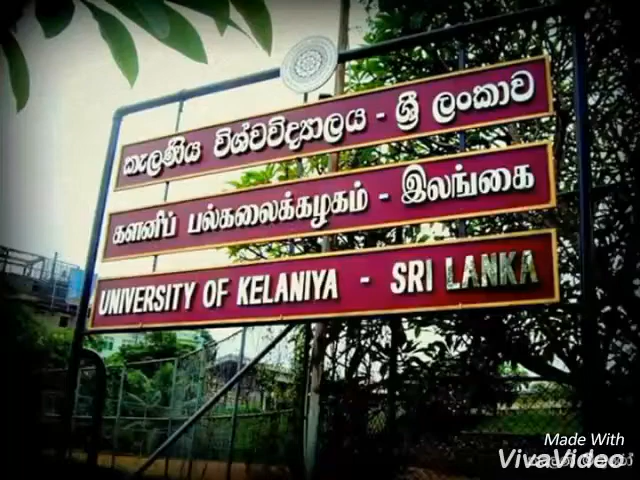 කැලණිය විශ්වවිද්‍යාලය - ශ්‍රී ලංකාව
களனிப் பல்கலைக்கழகம் - இலங்கை
UNIVERSITY OF KELANIYA - SRI LANKA
Made With
VivaVideo